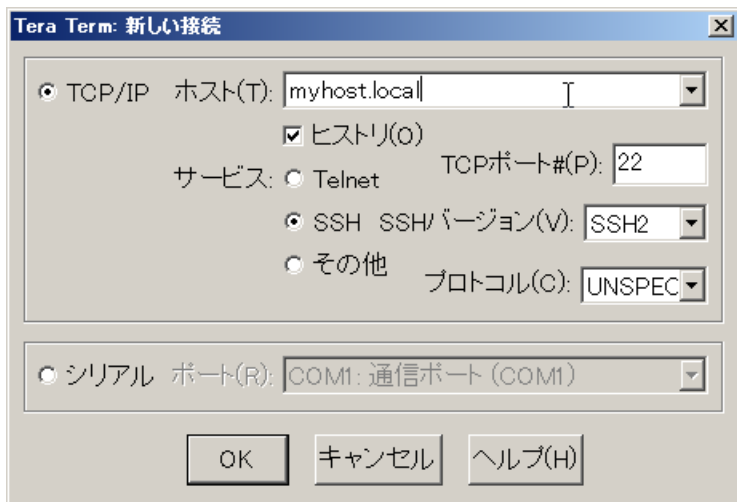 Tera Term: 新しい接続
TCP/IP ホスト(T): myhost.local
ヒストリ(O)
サービス: Telnet TCPポート#(P): 22
SSH SSHバージョン(V): SSH2
その他 プロトコル(C): UNSPEC
シリアル ポート(R): COM1: 通信ポート (COM1)
OK キャンセル ヘルプ(H)